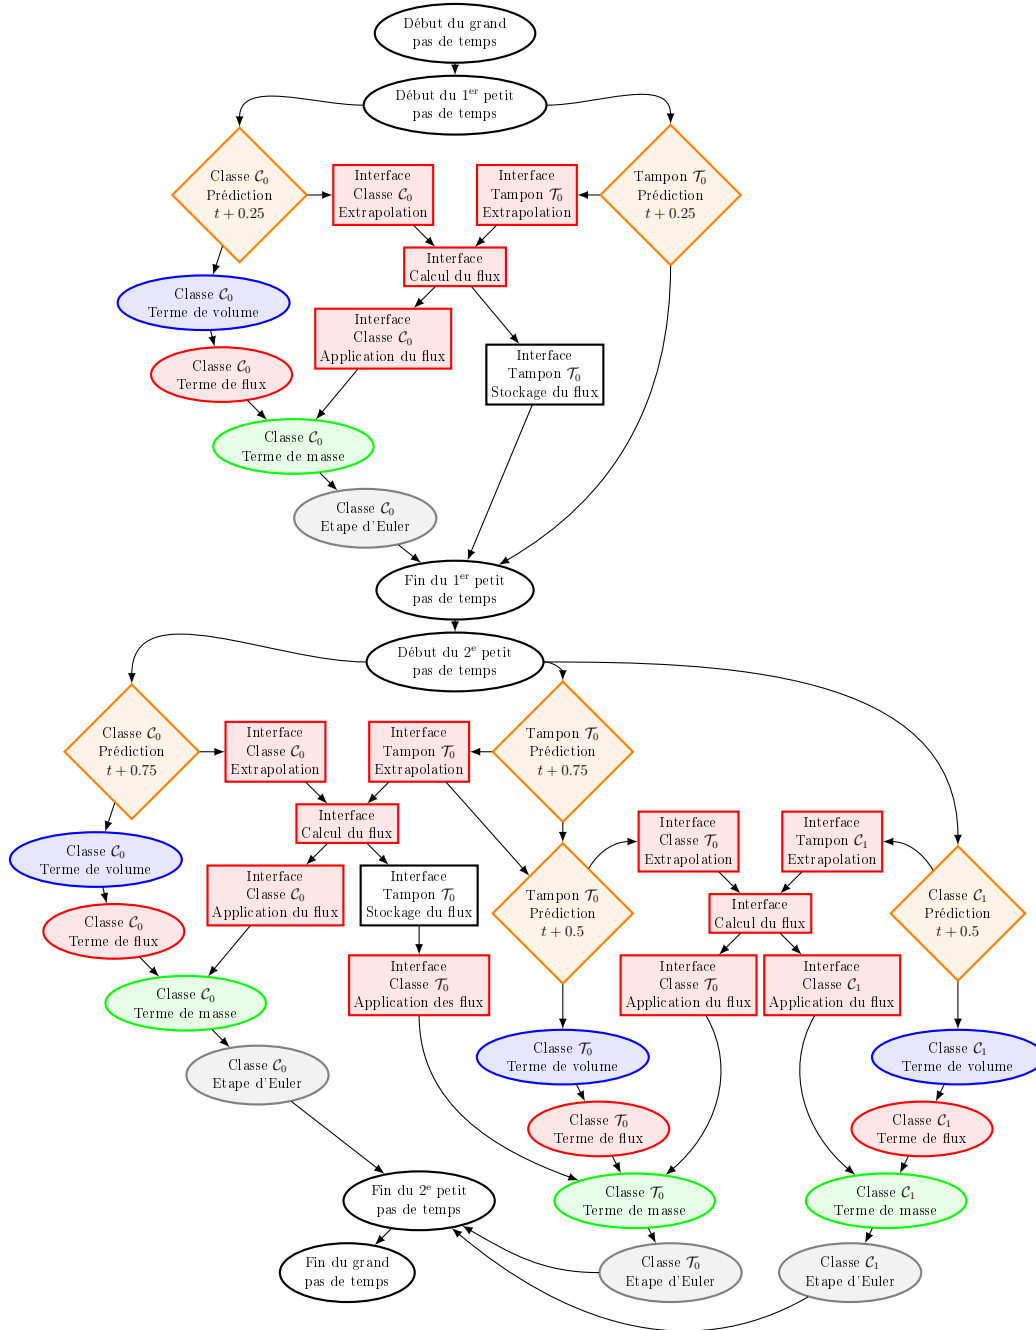 Début du grand
pas de temps
Début du 1er petit
pas de temps
Classe 𝒞0
Prédiction
t + 0.25
Interface
Classe 𝒞0
Extrapolation
Interface
Tampon 𝒯0
Extrapolation
Tampon 𝒯0
Prédiction
t + 0.25
Interface
Calcul du flux
Classe 𝒞0
Terme de volume
Interface
Classe 𝒞0
Application du flux
Interface
Tampon 𝒯0
Stockage du flux
Classe 𝒞0
Terme de flux
Classe 𝒞0
Terme de masse
Classe 𝒞0
Etape d'Euler
Fin du 1er petit
pas de temps
Début du 2e petit
pas de temps
Classe 𝒞0
Prédiction
t + 0.75
Interface
Classe 𝒞0
Extrapolation
Interface
Tampon 𝒯0
Extrapolation
Tampon 𝒯0
Prédiction
t + 0.75
Interface
Calcul du flux
Interface
Classe 𝒯0
Extrapolation
Interface
Tampon 𝒞1
Extrapolation
Classe 𝒞0
Terme de volume
Interface
Classe 𝒞0
Application du flux
Interface
Tampon 𝒯0
Stockage du flux
Tampon 𝒯0
Prédiction
t + 0.5
Interface
Calcul du flux
Classe 𝒞1
Prédiction
t + 0.5
Classe 𝒞0
Terme de flux
Interface
Classe 𝒯0
Application des flux
Interface
Classe 𝒯0
Application du flux
Interface
Classe 𝒞1
Application du flux
Classe 𝒞0
Terme de masse
Classe 𝒞0
Etape d'Euler
Classe 𝒯0
Terme de volume
Classe 𝒞1
Terme de volume
Classe 𝒯0
Terme de flux
Classe 𝒞1
Terme de flux
Fin du 2e petit
pas de temps
Classe 𝒯0
Terme de masse
Classe 𝒞1
Terme de masse
Fin du grand
pas de temps
Classe 𝒯0
Etape d'Euler
Classe 𝒞1
Etape d'Euler